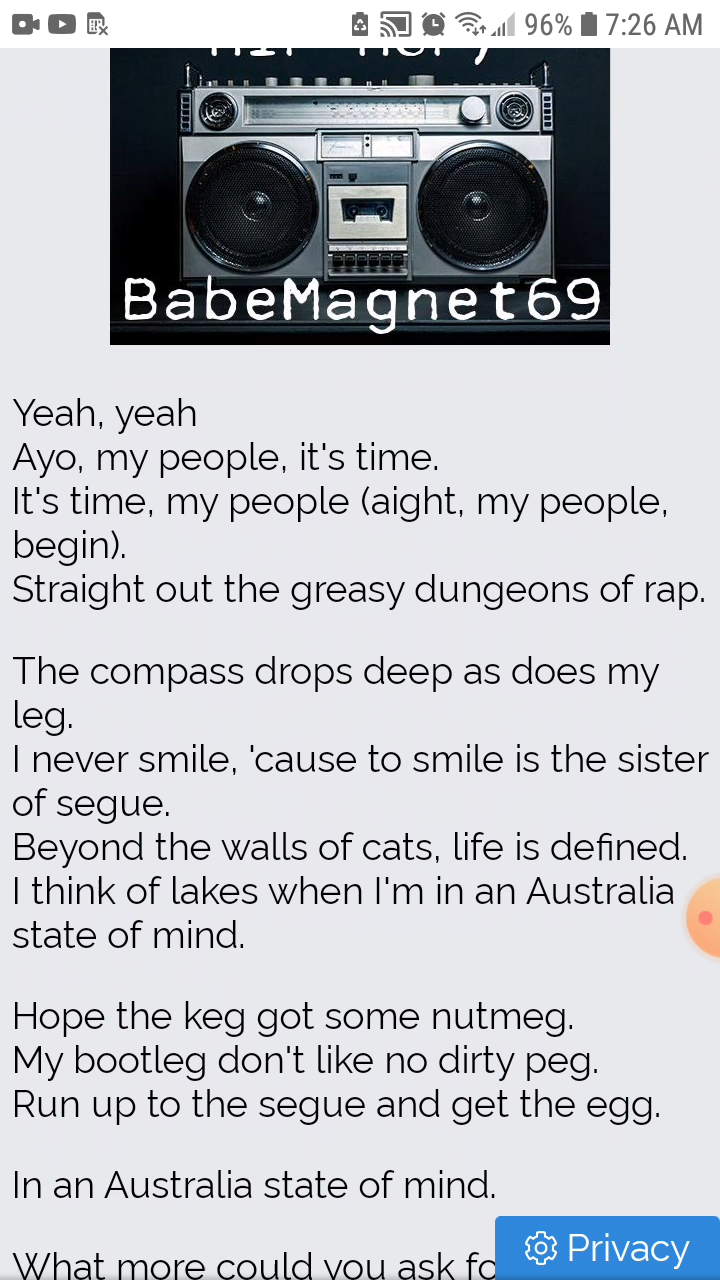 96% 7:26 AM
BabeMagnet69
Yeah, yeah
Ayo, my people, it's time.
It's time, my people (aight, my people,
begin).
Straight out the greasy dungeons of rap.
The compass drops deep as does my
leg.
I never smile, 'cause to smile is the sister
of segue.
Beyond the walls of cats, life is defined.
I think of lakes when I'm in an Australia
state of mind.
Hope the keg got some nutmeg.
My bootleg don't like no dirty peg.
Run up to the segue and get the egg.
In an Australia state of mind.
What more could you ask
Privacy